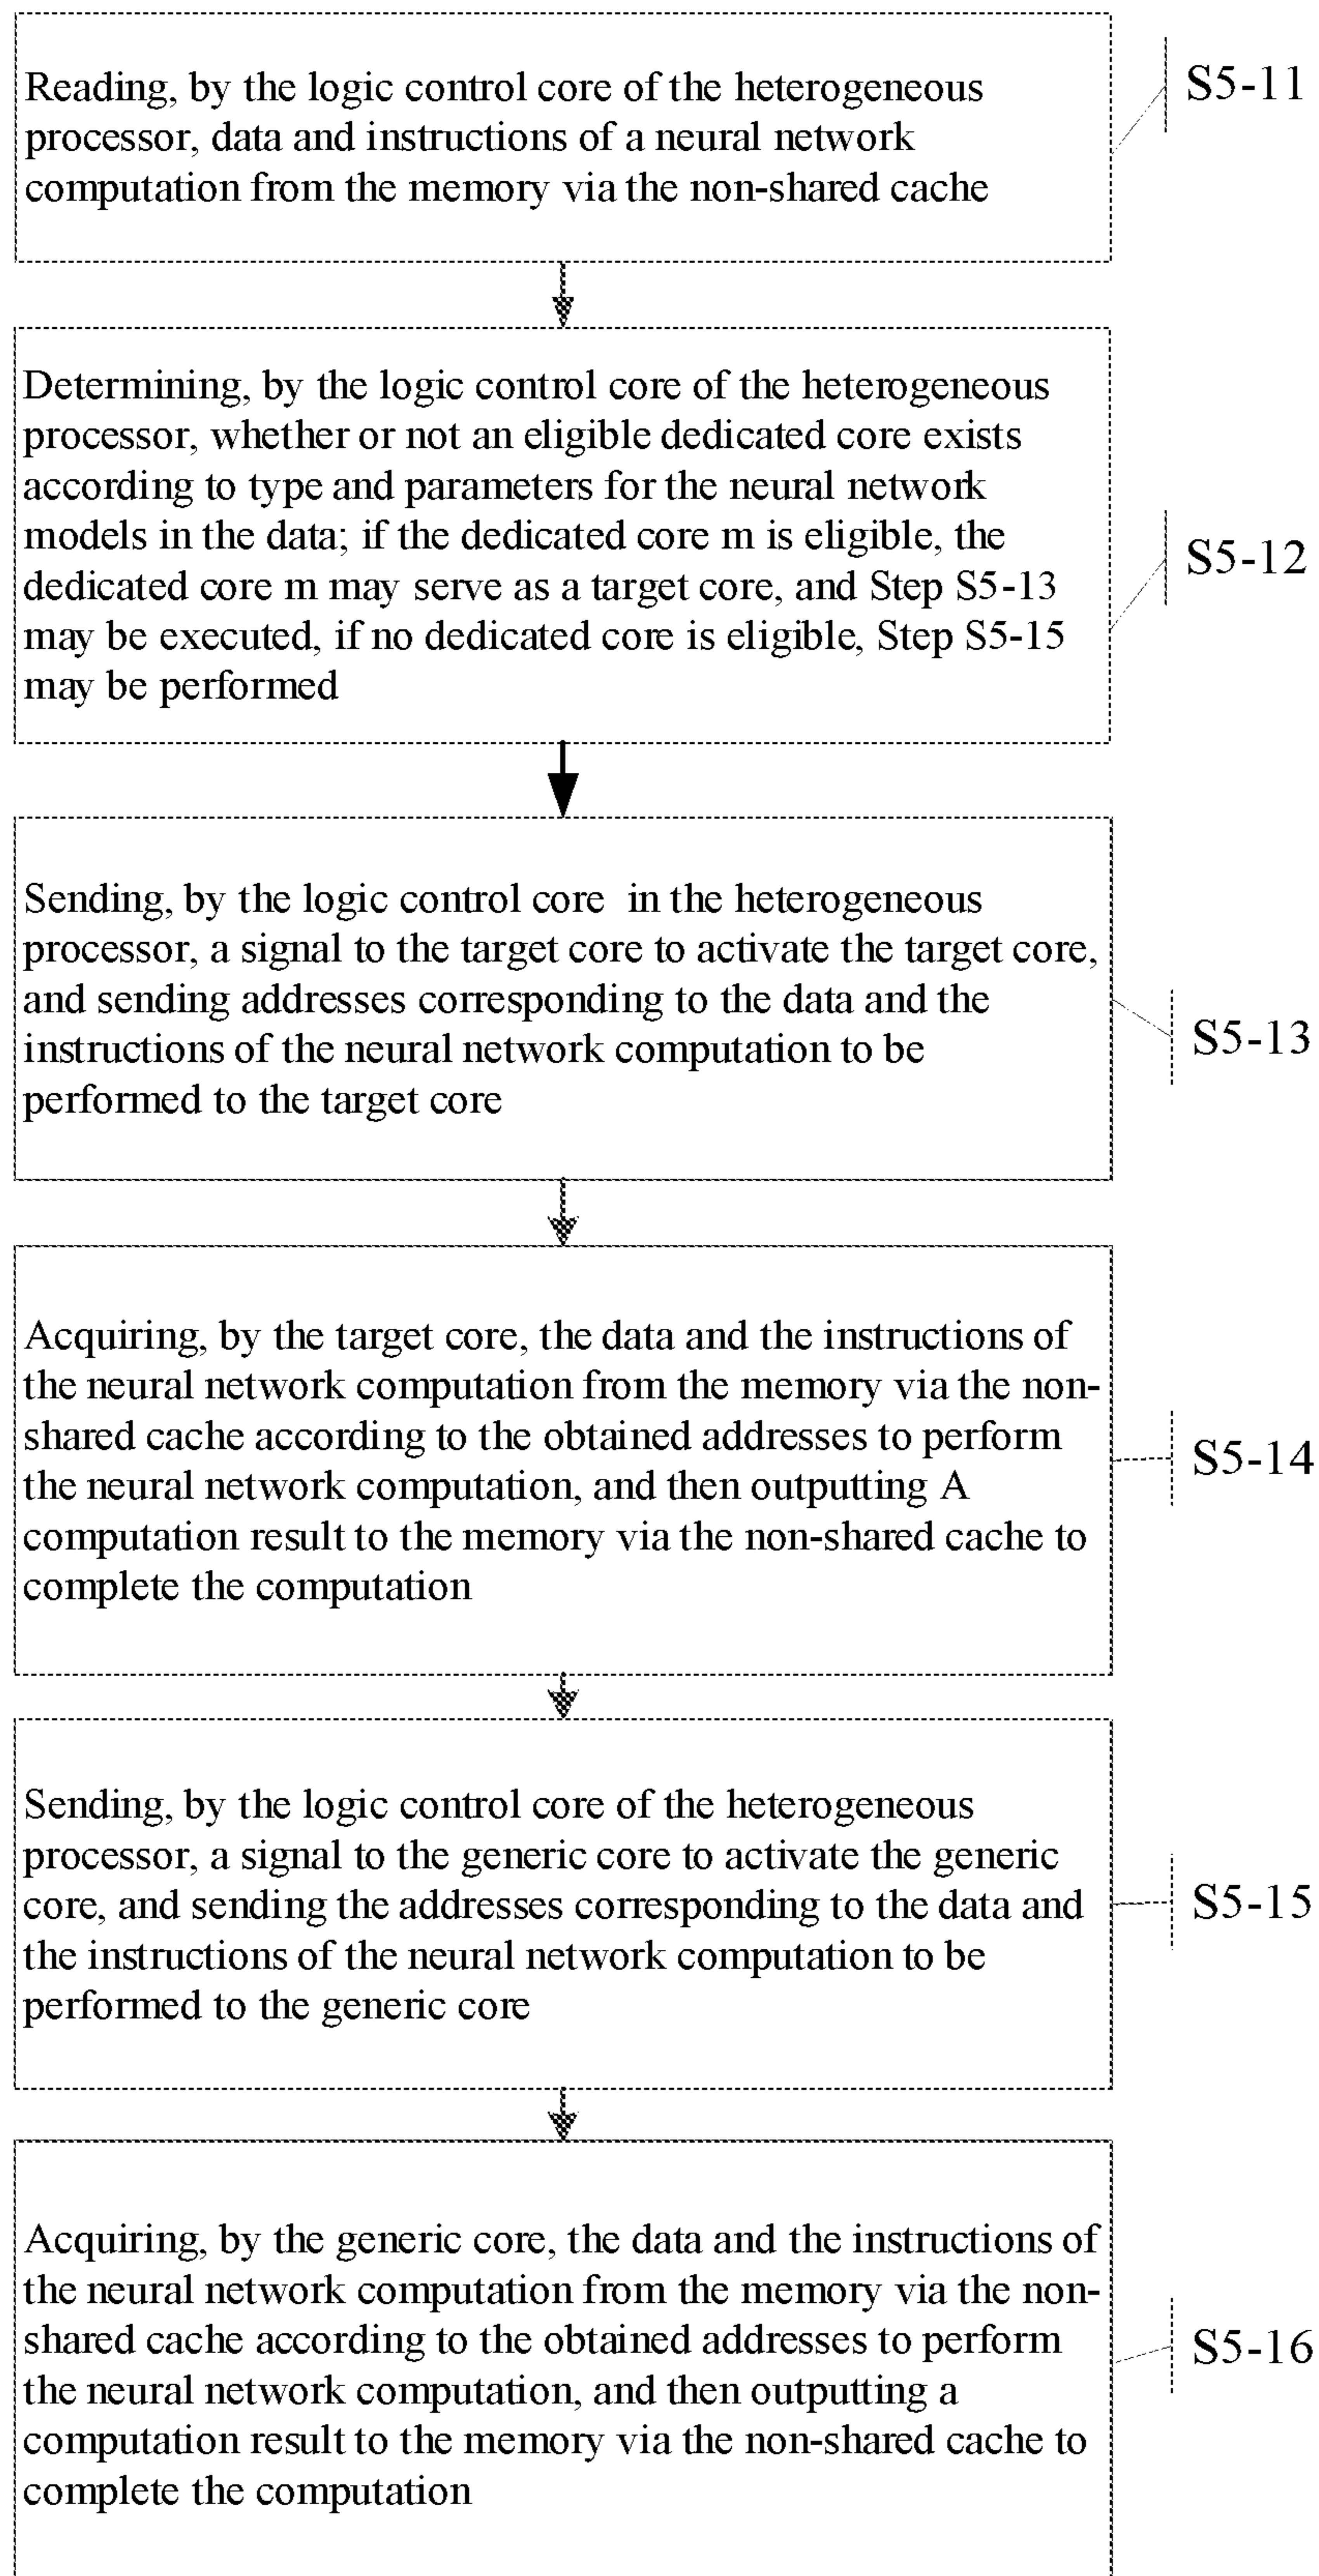 Reading, by the logic control core of the heterogeneous
processor, data and instructions of a neural network
computation from the memory via the non-shared cache
S5-11
Determining, by the logic control core of the heterogeneous
processor, whether or not an eligible dedicated core exists
according to type and parameters for the neural network
models in the data; if the dedicated core m is eligible, the
dedicated core m may serve as a target core, and Step S5-13
may be executed, if no dedicated core is eligible, Step S5-15
may be performed
S5-12
Sending, by the logic control core in the heterogeneous
processor, a signal to the target core to activate the target core,
and sending addresses corresponding to the data and the
instructions of the neural network computation to be
performed to the target core
S5-13
Acquiring, by the target core, the data and the instructions of
the neural network computation from the memory via the non-
shared cache according to the obtained addresses to perform
the neural network computation, and then outputting A
computation result to the memory via the non-shared cache to
complete the computation
S5-14
Sending, by the logic control core of the heterogeneous
processor, a signal to the generic core to activate the generic
core, and sending the addresses corresponding to the data and
the instructions of the neural network computation to be
performed to the generic core
S5-15
Acquiring, by the generic core, the data and the instructions of
the neural network computation from the memory via the non-
shared cache according to the obtained addresses to perform
the neural network computation, and then outputting a
computation result to the memory via the non-shared cache to
complete the computation
S5-16